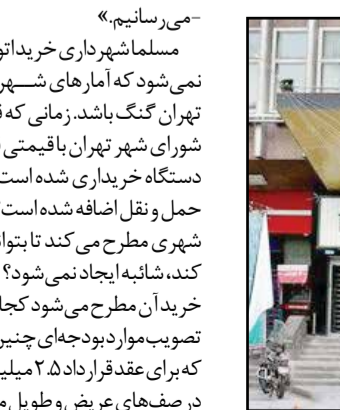 -می‌رسانیم.»
مسلما شهرداری خرید اتو
نمی‌شود که آمارهای شـــهر
تهران گنگ باشد. زمانی که ق
شورای شهر تهران با قیمتی
دستگاه خریداری شده است
حمل و نقل اضافه شده است
شهری مطرح می‌کند تا بتوا
کند، شائبه ایجاد نمی‌شود؟
خرید آن مطرح می‌شود کجا
تصویب موارد بودجه‌ای چنین
که برای عقد قرارداد ۲.۵ میلی
در صف‌های عریض و طویل م